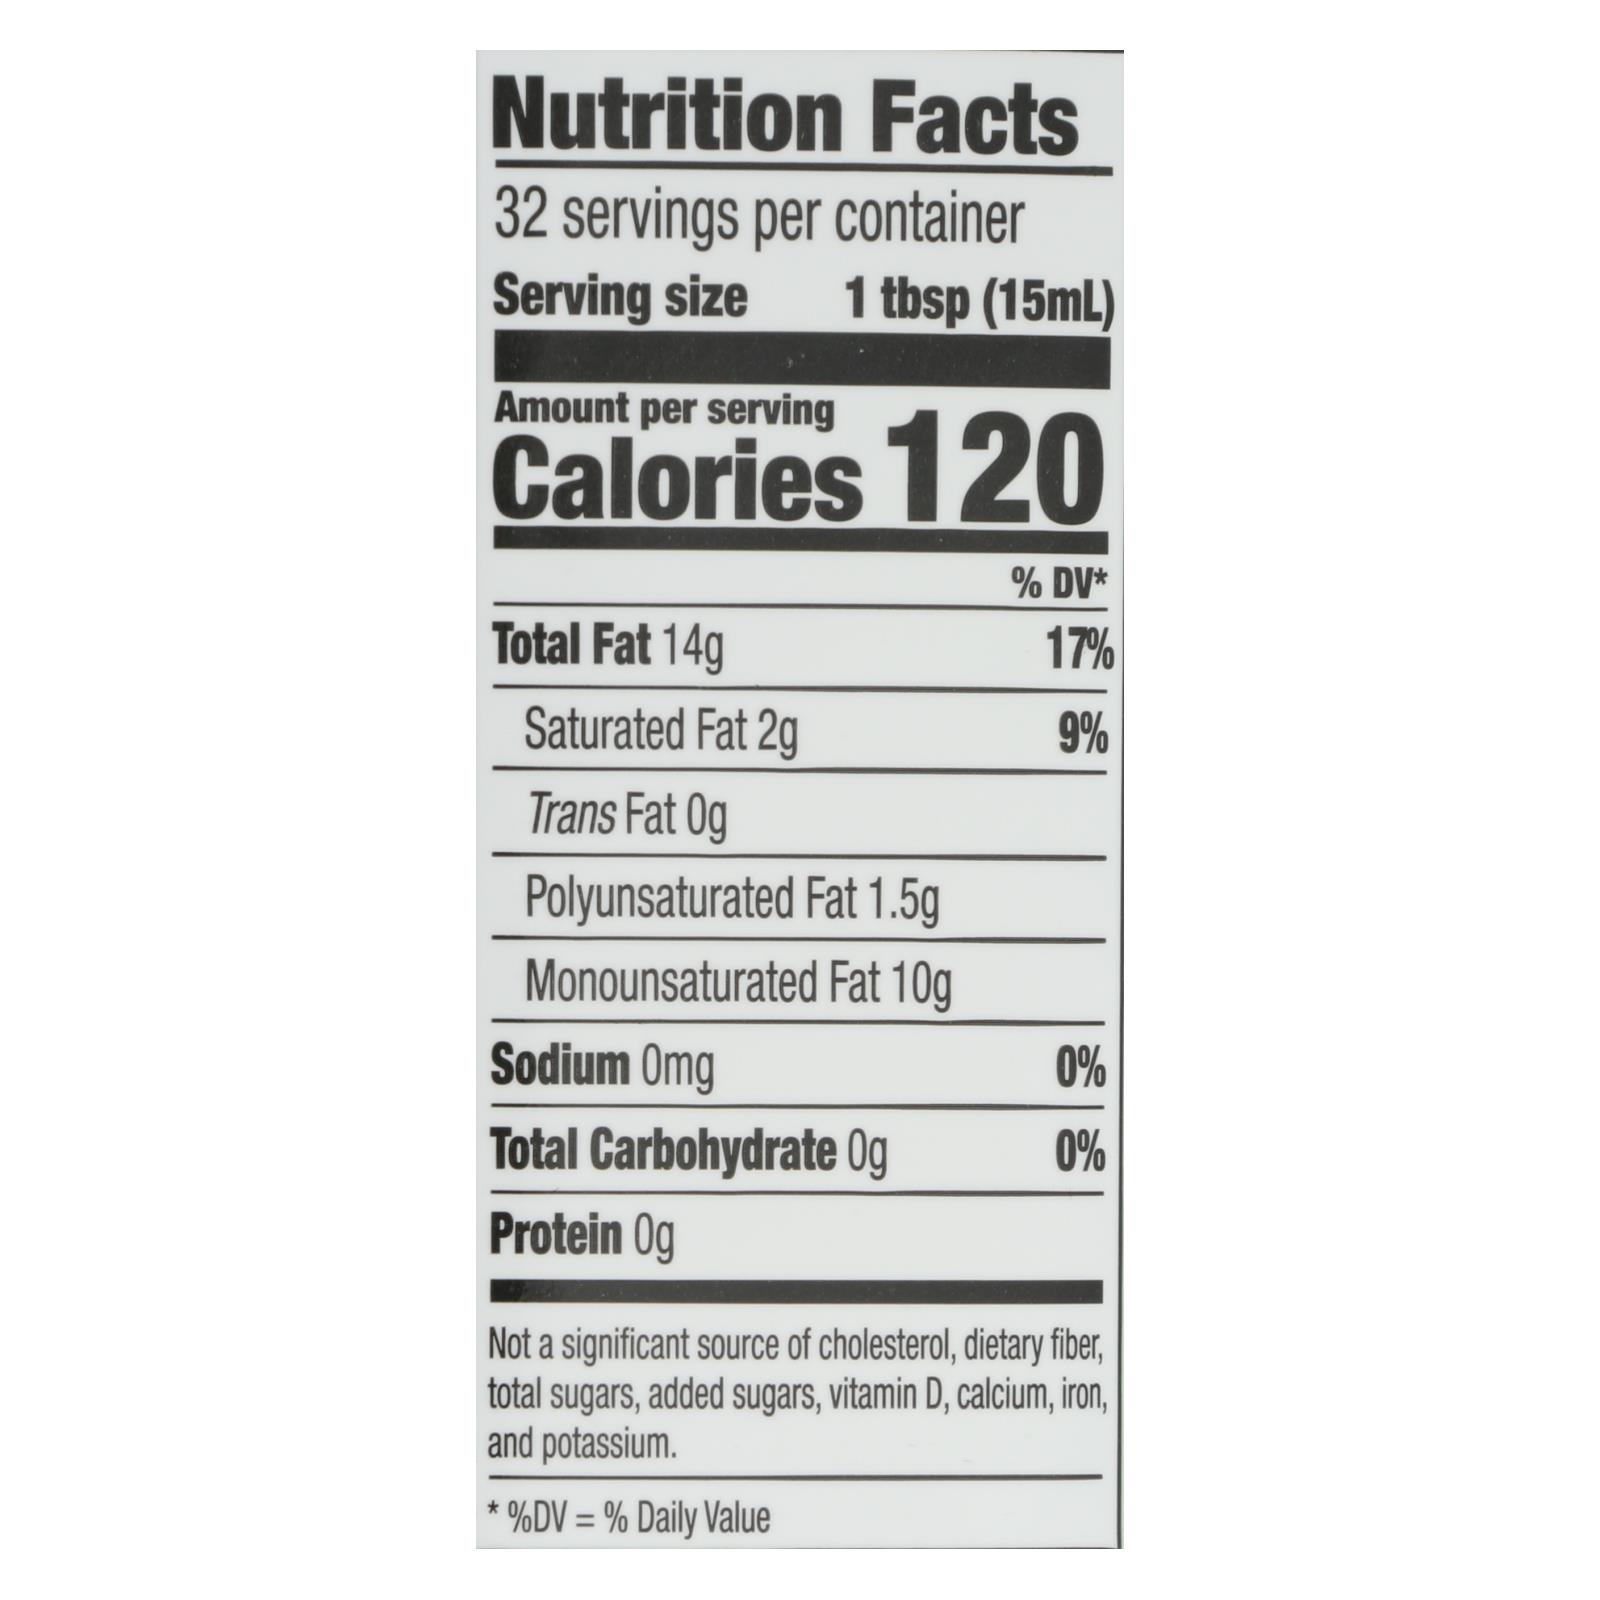 Nutrition Facts
32 servings per container
Serving size 1 tbsp (15mL)
Amount per serving
Calories 120
% DV*
Total Fat 14g 17%
Saturated Fat 2g 9%
Trans Fat 0g
Polyunsaturated Fat 1.5g
Monounsaturated Fat 10g
Sodium 0mg 0%
Total Carbohydrate 0g 0%
Protein 0g
Not a significant source of cholesterol, dietary fiber,
total sugars, added sugars, vitamin D, calcium, iron,
and potassium.
* %DV = % Daily Value